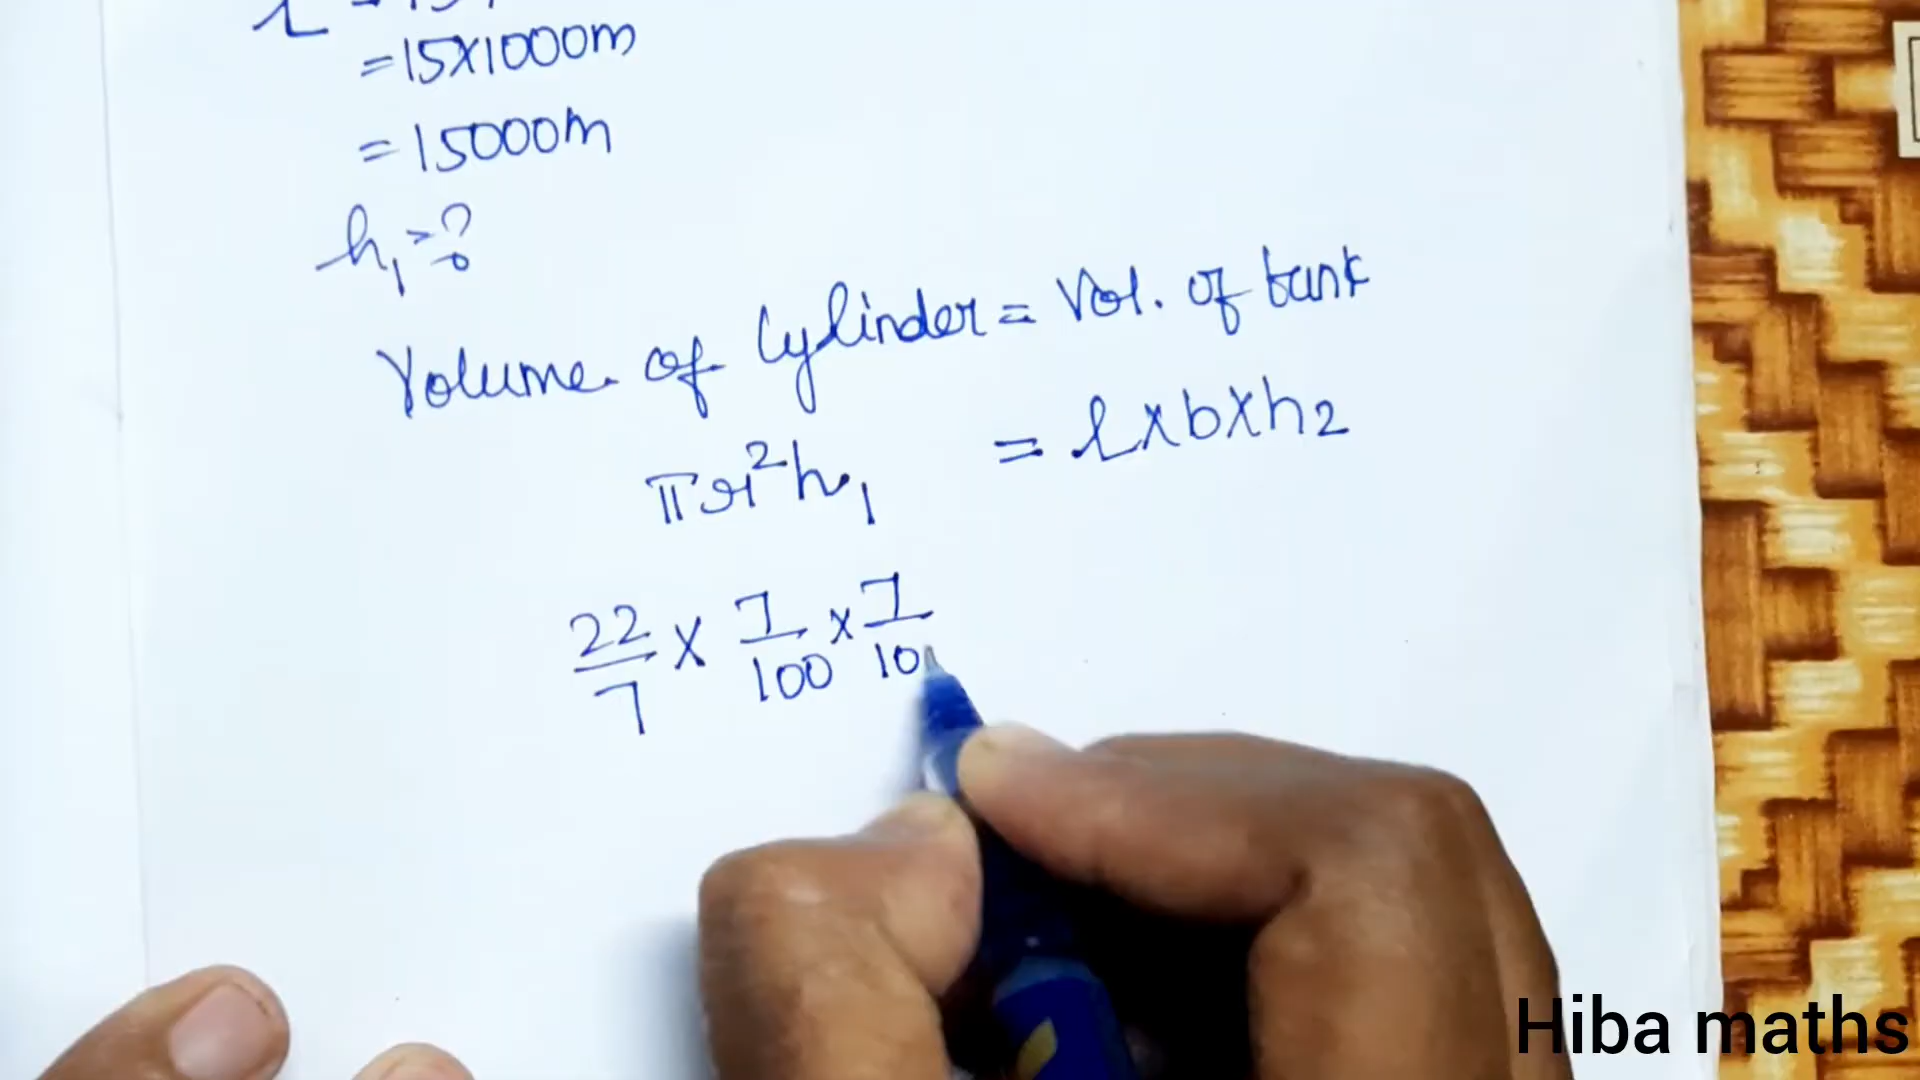 =15X1000m
= 15000m
h₁ = ?
Volume of Cylinder = Vol. of tank
πr²h₁ = l×b×h₂
22/7 × 7/100 × 7/10
Hiba maths